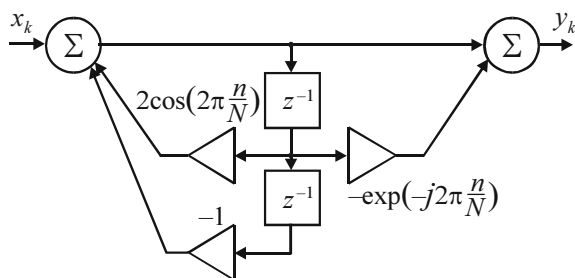 x_k
y_k
Σ
Σ
2cos(2π n/N)
z⁻¹
z⁻¹
–exp(–j2π n/N)
–1